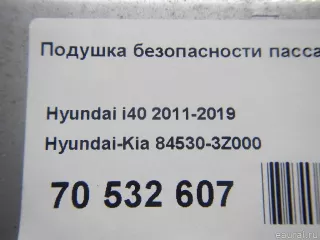 Подушка безопасности пасса
Hyundai i40 2011-2019
Hyundai-Kia 84530-3Z000
70 532 607